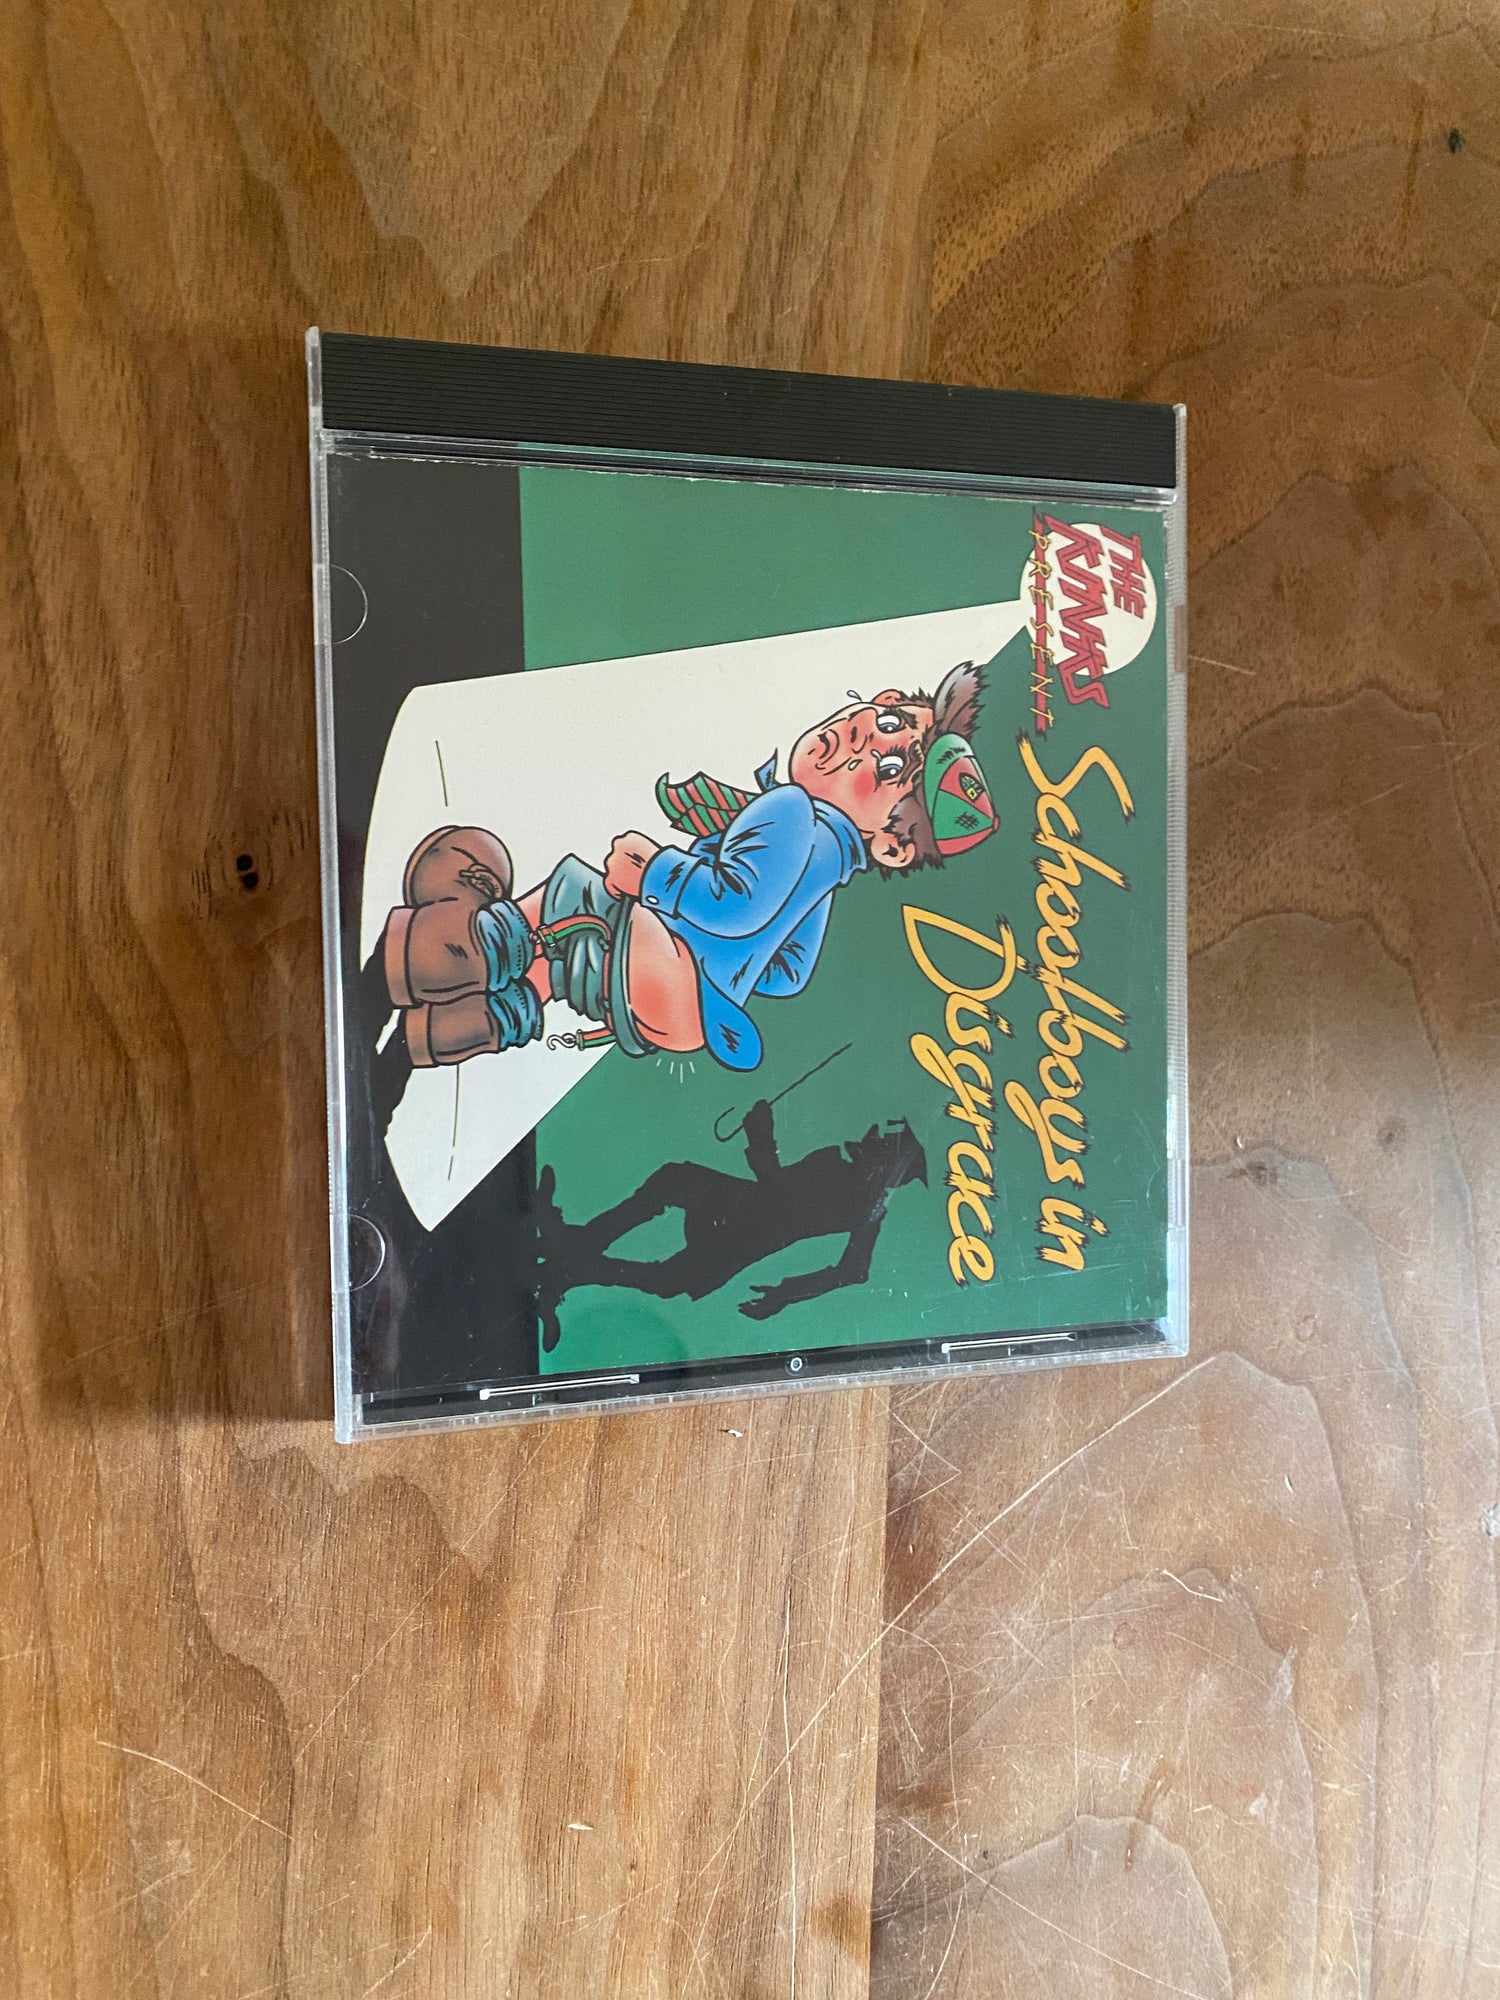 THE
KINKS
PRESENT
Schoolboys in
Disgrace